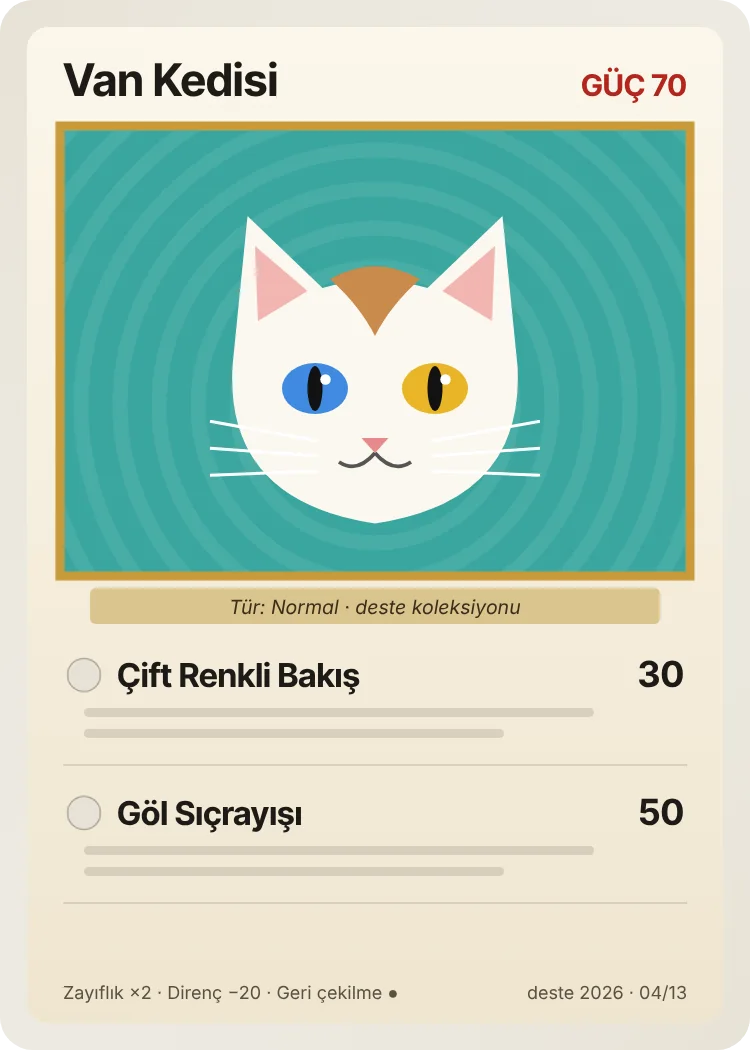 Van Kedisi
GÜÇ 70
Tür: Normal · deste koleksiyonu
Çift Renkli Bakış 30
Göl Sıçrayışı 50
Zayıflık ×2 · Direnç −20 · Geri çekilme ●
deste 2026 · 04/13